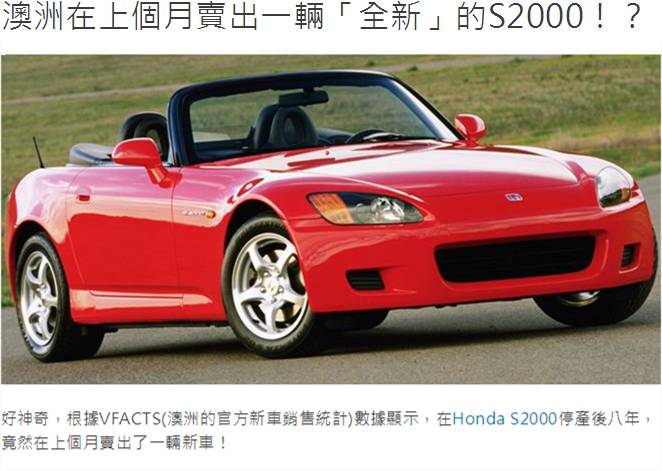 澳洲在上個月賣出一輛「全新」的S2000！？
S2000
好神奇，根據VFACTS(澳洲的官方新車銷售統計)數據顯示，在Honda S2000停產後八年，
竟然在上個月賣出了一輛新車！